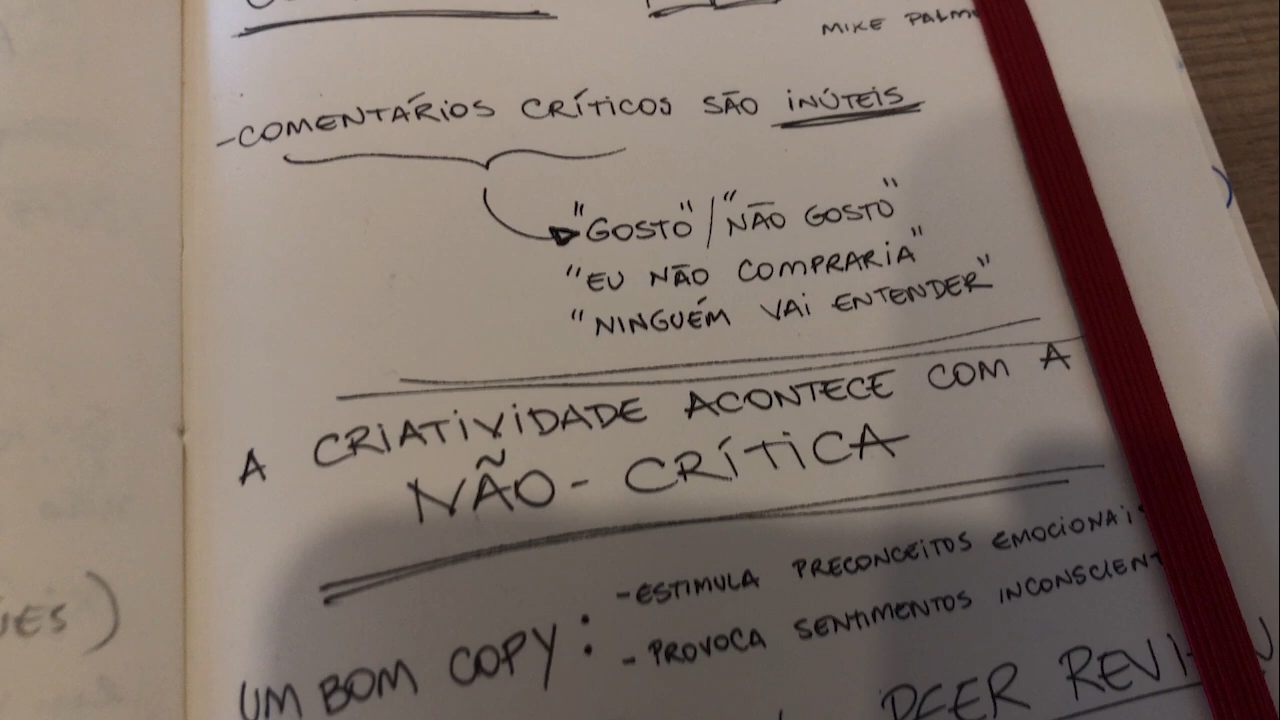 MIKE
-COMENTÁRIOS CRÍTICOS SÃO INÚTEIS
"GOSTO" / "NÃO GOSTO"
"EU NÃO COMPRARIA"
"NINGUÉM VAI ENTENDER"
A CRIATIVIDADE ACONTECE COM A
NÃO-CRÍTICA
UM BOM COPY:
-ESTIMULA PRECONCEITOS EMOCIONAIS
-PROVOCA SENTIMENTOS INCONSCIENT
PEER